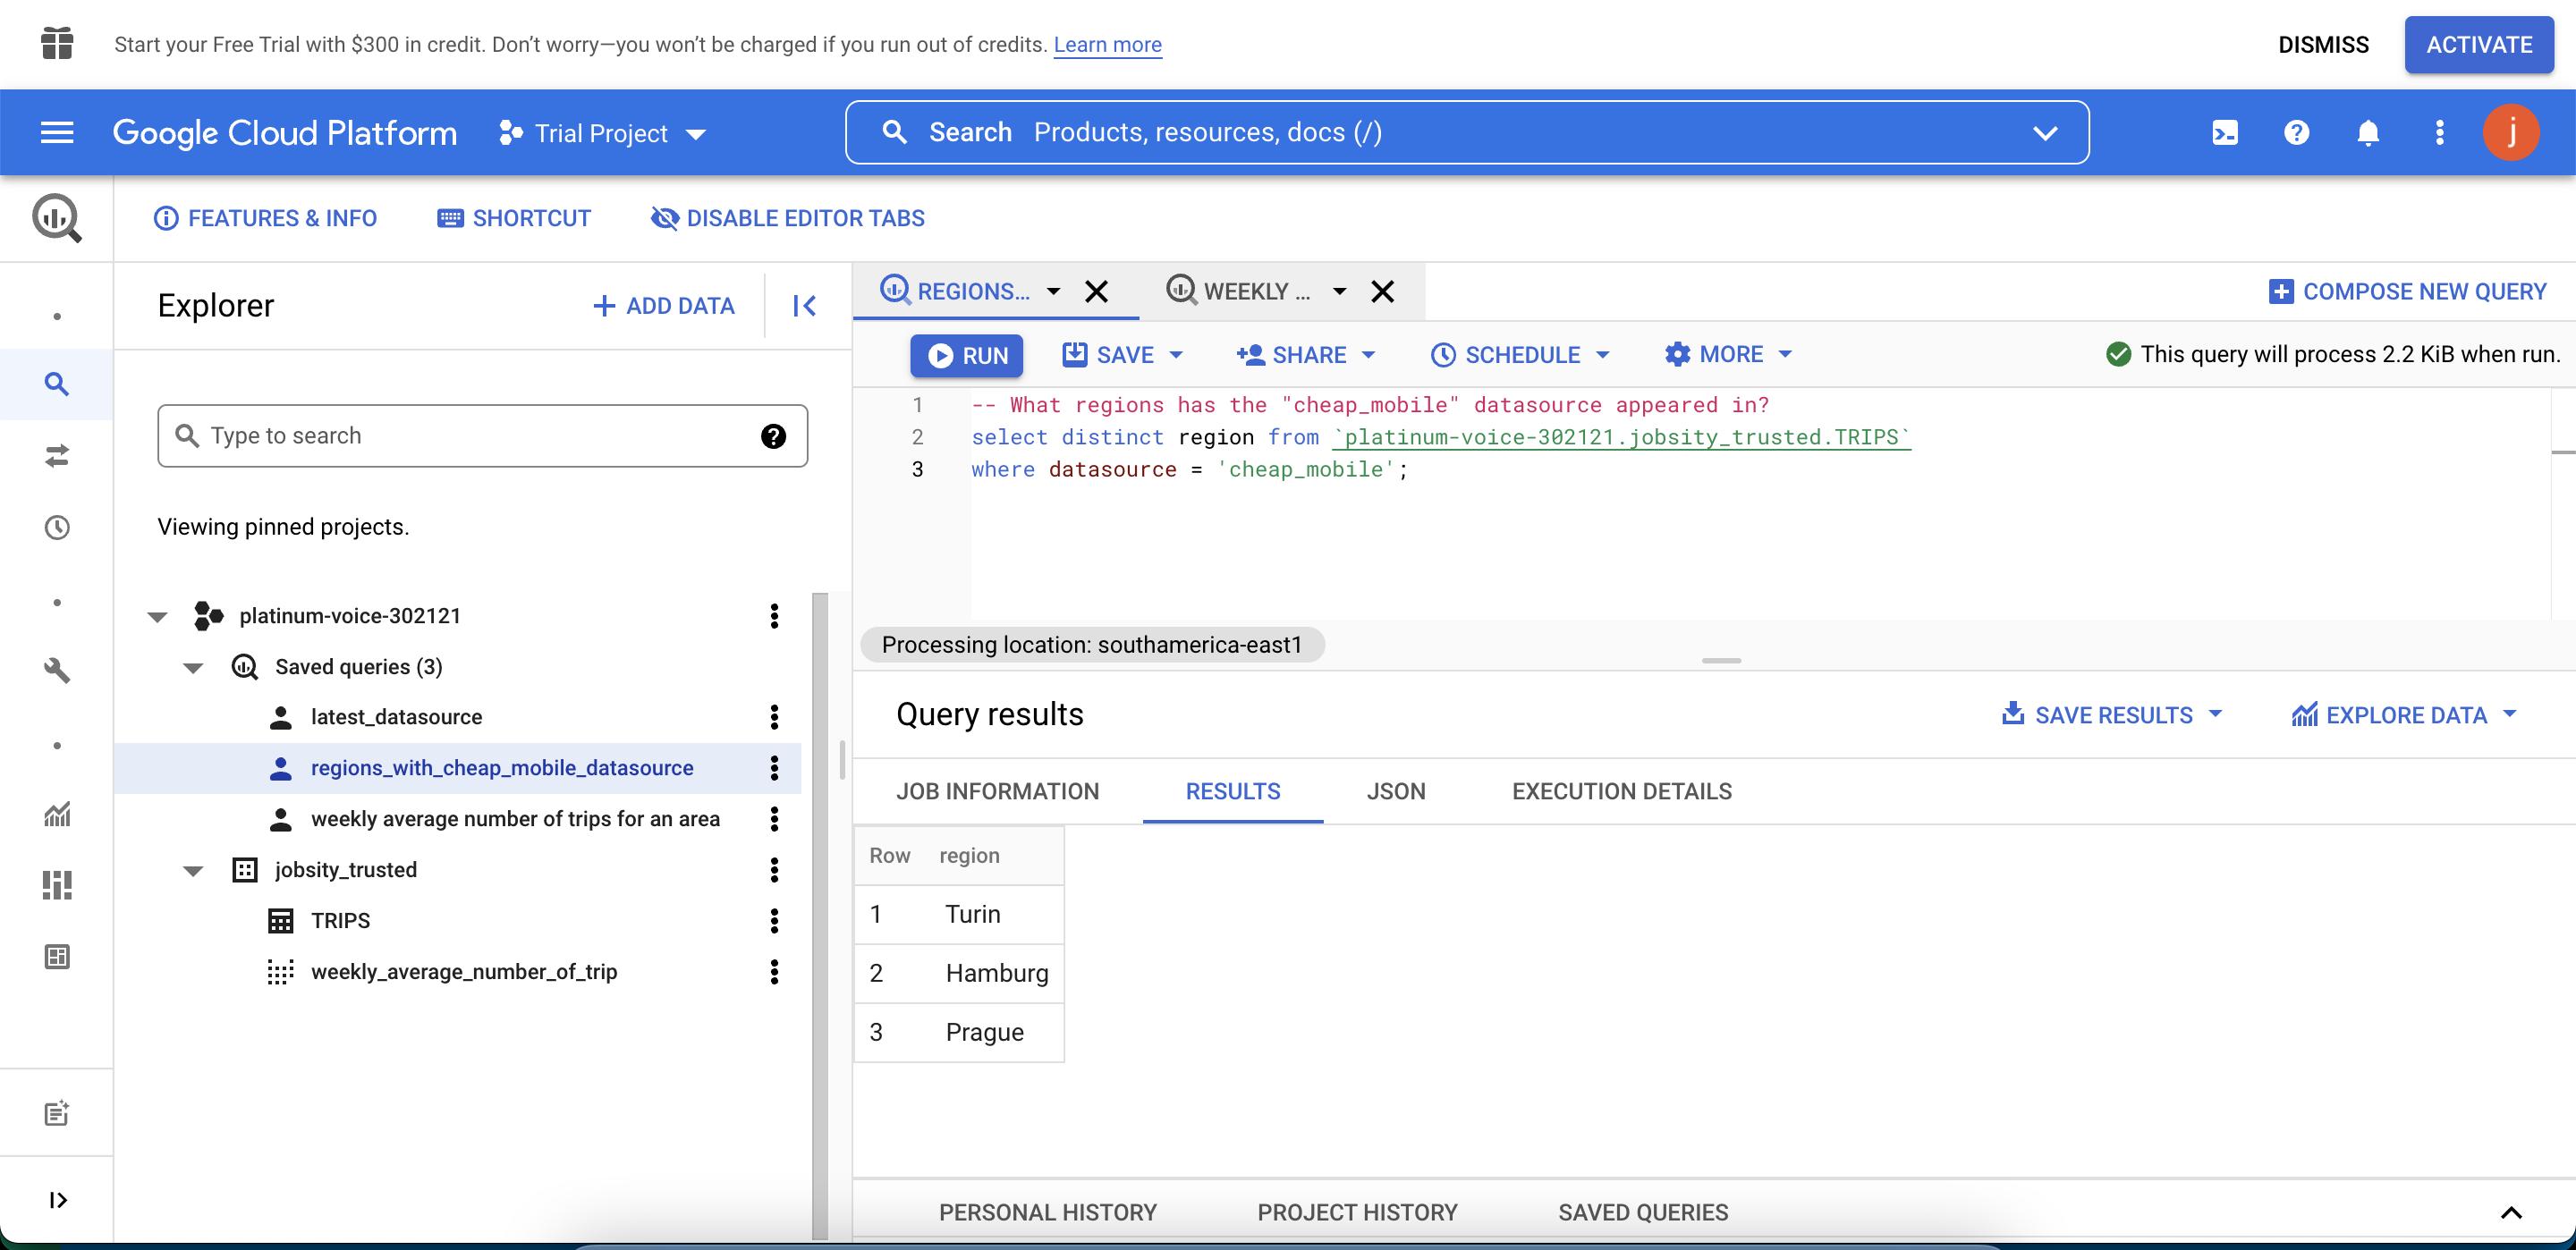 Start your Free Trial with $300 in credit. Don’t worry—you won’t be charged if you run out of credits. Learn more
DISMISS
ACTIVATE
Google Cloud Platform
Trial Project
Search Products, resources, docs (/)
j
FEATURES & INFO
SHORTCUT
DISABLE EDITOR TABS
Explorer
+ ADD DATA
Type to search
Viewing pinned projects.
platinum-voice-302121
Saved queries (3)
latest_datasource
regions_with_cheap_mobile_datasource
weekly average number of trips for an area
jobsity_trusted
TRIPS
weekly_average_number_of_trip
REGIONS...
WEEKLY ...
COMPOSE NEW QUERY
RUN
SAVE
SHARE
SCHEDULE
MORE
This query will process 2.2 KiB when run.
1 -- What regions has the "cheap_mobile" datasource appeared in?
2 select distinct region from `platinum-voice-302121.jobsity_trusted.TRIPS`
3 where datasource = 'cheap_mobile';
Processing location: southamerica-east1
Query results
SAVE RESULTS
EXPLORE DATA
JOB INFORMATION
RESULTS
JSON
EXECUTION DETAILS
Row region
1 Turin
2 Hamburg
3 Prague
PERSONAL HISTORY
PROJECT HISTORY
SAVED QUERIES